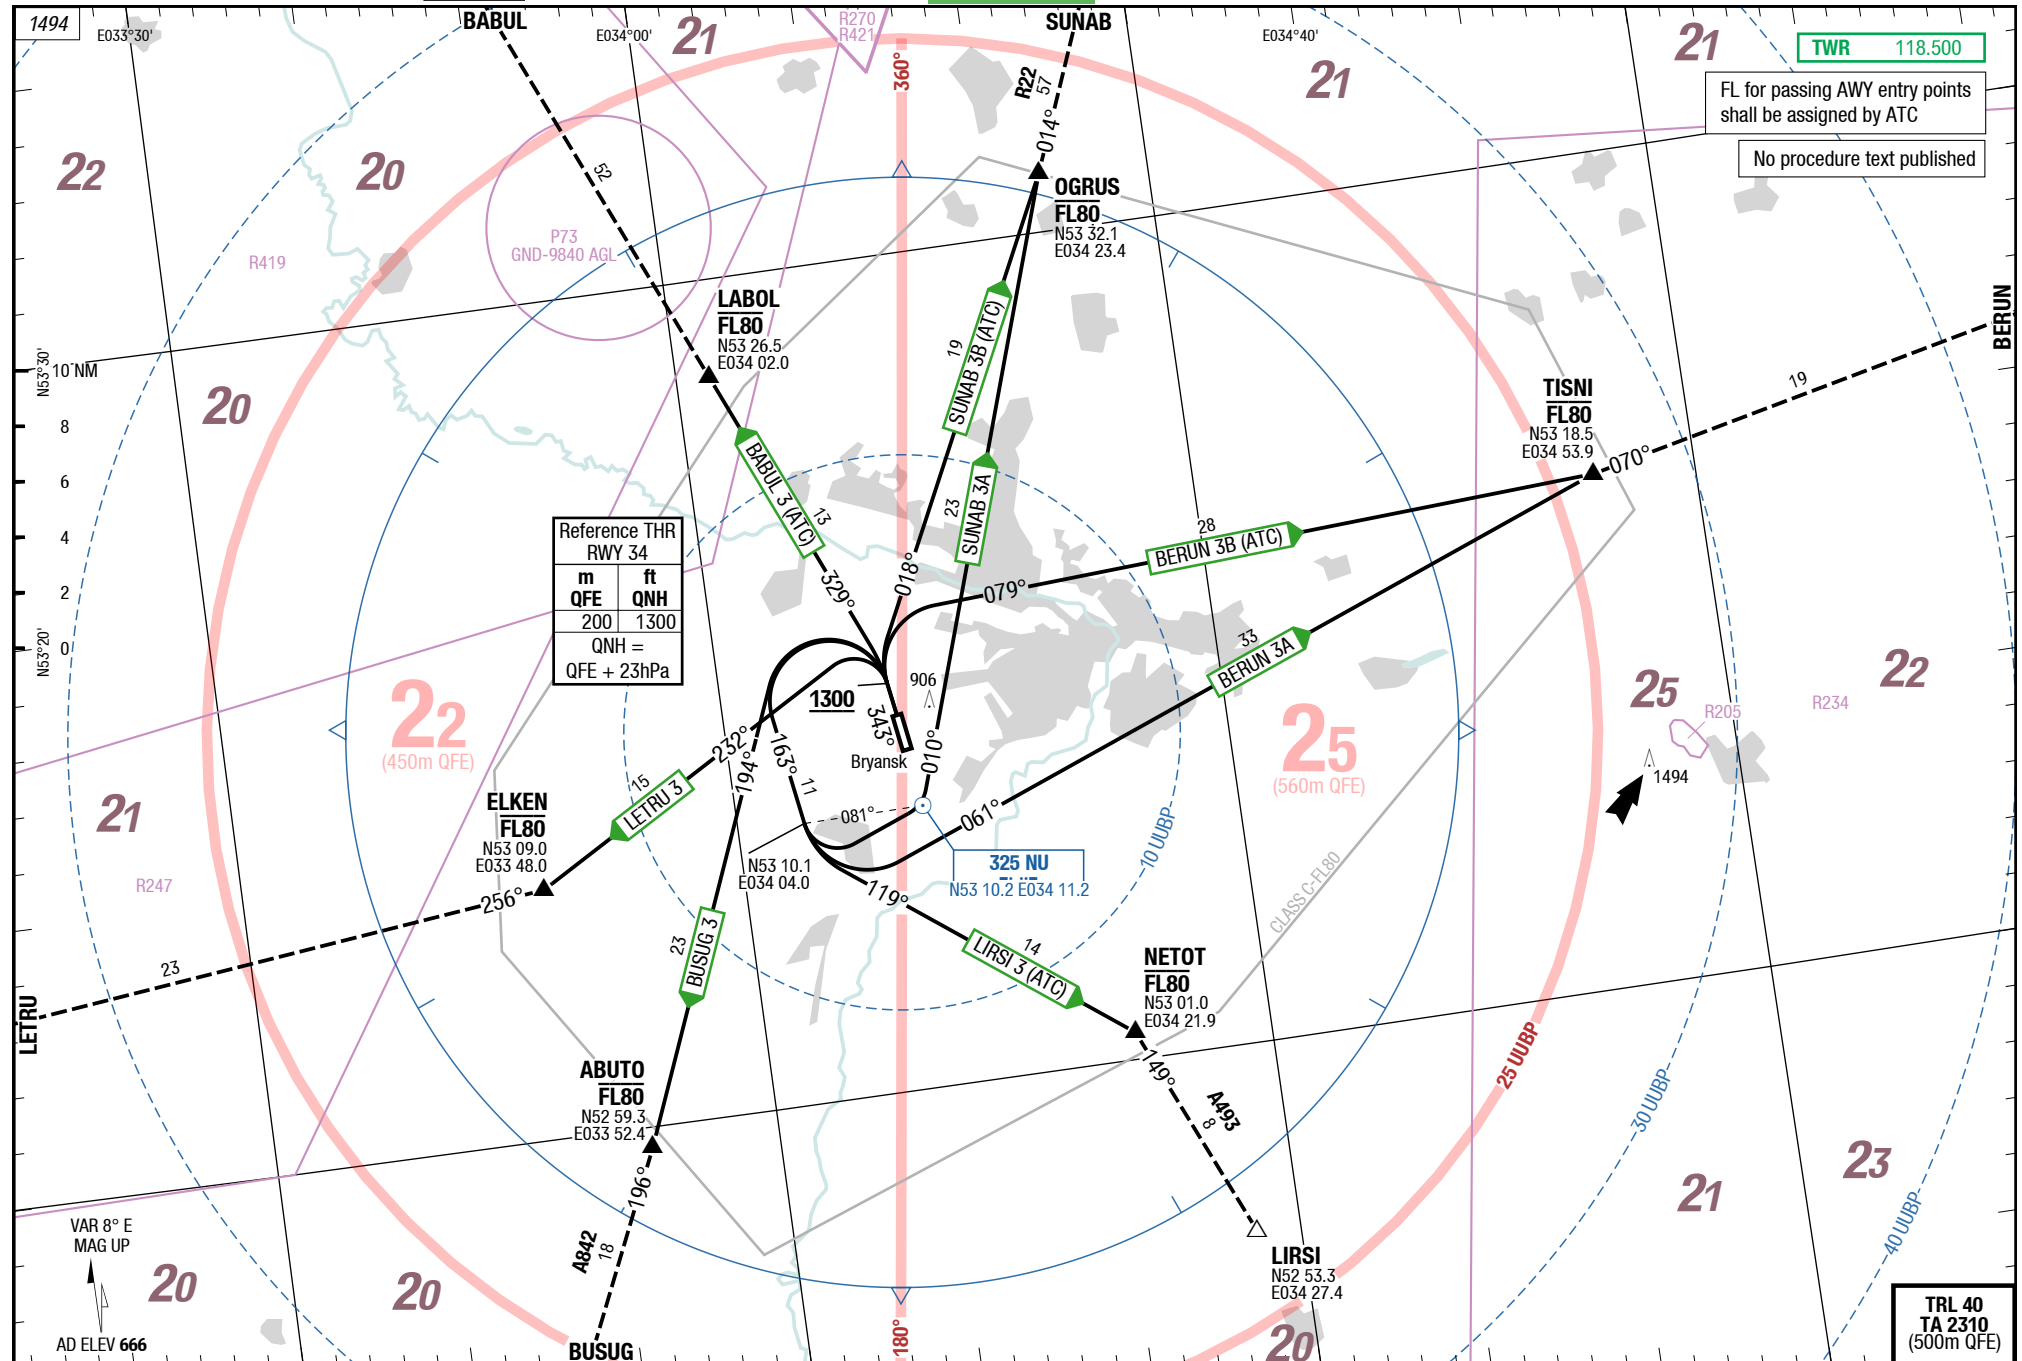 1494
E033°30'
BABUL
E034°00'
21
R270
R421
360°
SUNAB
R22
57
014°
E034°40'
21
21
TWR 118.500
FL for passing AWY entry points
shall be assigned by ATC
No procedure text published
22
20
52
P73
GND-9840 AGL
R419
OGRUS
FL80
N53 32.1
E034 23.4
LABOL
FL80
N53 26.5
E034 02.0
BERUN
N53°30'
10 NM
8
6
4
2
0
N53°20'
20
19
SUNAB 3B (ATC)
23
SUNAB 3A
TISNI
FL80
N53 18.5
E034 53.9
070°
19
BABUL 3 (ATC)
13
329°
018°
079°
28
BERUN 3B (ATC)
33
BERUN 3A
Reference THR
RWY 34
m ft
QFE QNH
200 1300
QNH =
QFE + 23hPa
1300
906
343°
Bryansk
010°
22
(450m QFE)
25
(560m QFE)
25
22
R205
R234
1494
232°
194°
163°
11
081°
061°
15
LETRU 3
ELKEN
FL80
N53 09.0
E033 48.0
256°
21
R247
N53 10.1
E034 04.0
325 NU
N53 10.2 E034 11.2
10 UUBP
119°
CLASS C-FL80
23
BUSUG 3
14
LIRSI 3 (ATC)
NETOT
FL80
N53 01.0
E034 21.9
23
LETRU
149°
A493
8
25 UUBP
30 UUBP
40 UUBP
ABUTO
FL80
N52 59.3
E033 52.4
196°
A842
18
BUSUG
LIRSI
N52 53.3
E034 27.4
21
23
VAR 8° E
MAG UP
AD ELEV 666
20
20
180°
20
TRL 40
TA 2310
(500m QFE)